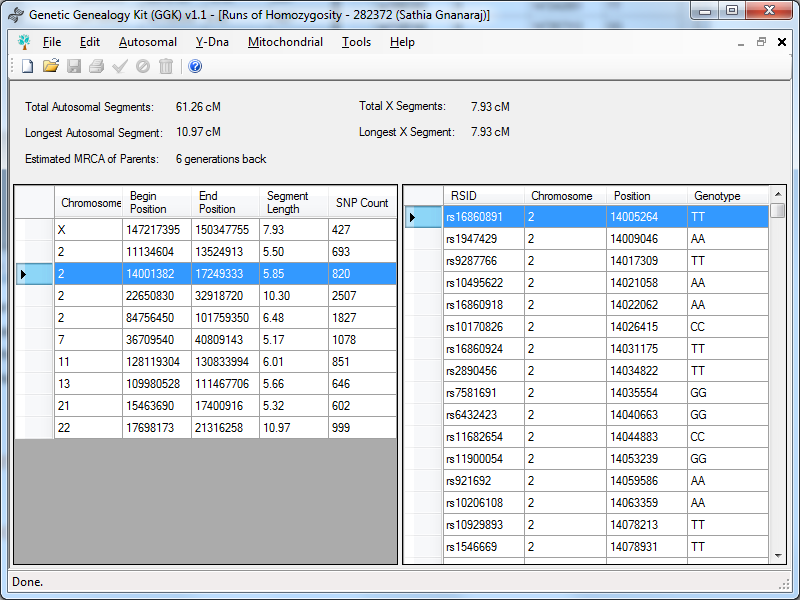 Genetic Genealogy Kit (GGK) v1.1 - [Runs of Homozygosity - 282372 (Sathia Gnanaraj)]
File Edit Autosomal Y-Dna Mitochondrial Tools Help
Total Autosomal Segments: 61.26 cM Total X Segments: 7.93 cM
Longest Autosomal Segment: 10.97 cM Longest X Segment: 7.93 cM
Estimated MRCA of Parents: 6 generations back
Chromosome Begin Position End Position Segment Length SNP Count
X 147217395 150347755 7.93 427
2 11134604 13524913 5.50 693
2 14001382 17249333 5.85 820
2 22650830 32918720 10.30 2507
2 84756450 101759350 6.48 1827
7 36709540 40809143 5.17 1078
11 128119304 130833994 6.01 851
13 109980528 111467706 5.66 646
21 15463690 17400916 5.32 602
22 17698173 21316258 10.97 999
RSID Chromosome Position Genotype
rs16860891 2 14005264 TT
rs1947429 2 14009046 AA
rs9287766 2 14017309 TT
rs10495622 2 14021058 AA
rs16860918 2 14022062 AA
rs10170826 2 14026415 CC
rs16860924 2 14031175 TT
rs2890456 2 14034822 TT
rs7581691 2 14035554 GG
rs6432423 2 14040663 GG
rs11682654 2 14044883 CC
rs11900054 2 14053239 GG
rs921692 2 14059586 AA
rs10206108 2 14063359 AA
rs10929893 2 14078213 TT
rs1546669 2 14078931 TT
Done.